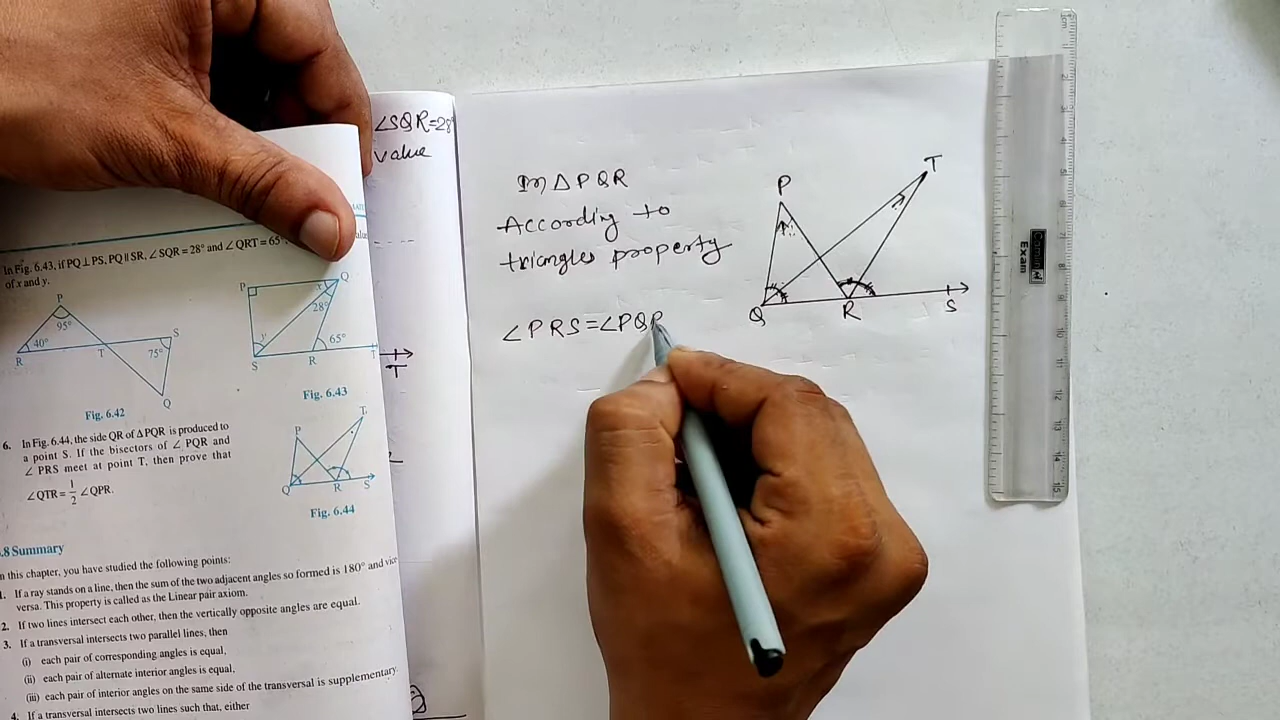 ∠SQR=28°
value
In Fig. 6.43, if PQ ⊥ PS, PQ || SR, ∠SQR = 28° and ∠QRT = 65°,
of x and y.
P
95°
40°
R
T
S
75°
Q
Fig. 6.42
P
Q
x
28°
y
65°
S
R
T
Fig. 6.43
6. In Fig. 6.44, the side QR of Δ PQR is produced to
a point S. If the bisectors of ∠ PQR and
∠ PRS meet at point T, then prove that
∠QTR = 1/2 ∠QPR.
T
P
Q
R
S
Fig. 6.44
.8 Summary
n this chapter, you have studied the following points:
1. If a ray stands on a line, then the sum of the two adjacent angles so formed is 180° and vice
versa. This property is called as the Linear pair axiom.
2. If two lines intersect each other, then the vertically opposite angles are equal.
3. If a transversal intersects two parallel lines, then
(i) each pair of corresponding angles is equal,
(ii) each pair of alternate interior angles is equal,
(iii) each pair of interior angles on the same side of the transversal is supplementary.
4. If a transversal intersects two lines such that, either
T
In Δ PQR
According to
triangles property
∠PRS=∠PQR
P
T
Q
R
S
Camlin
Exam